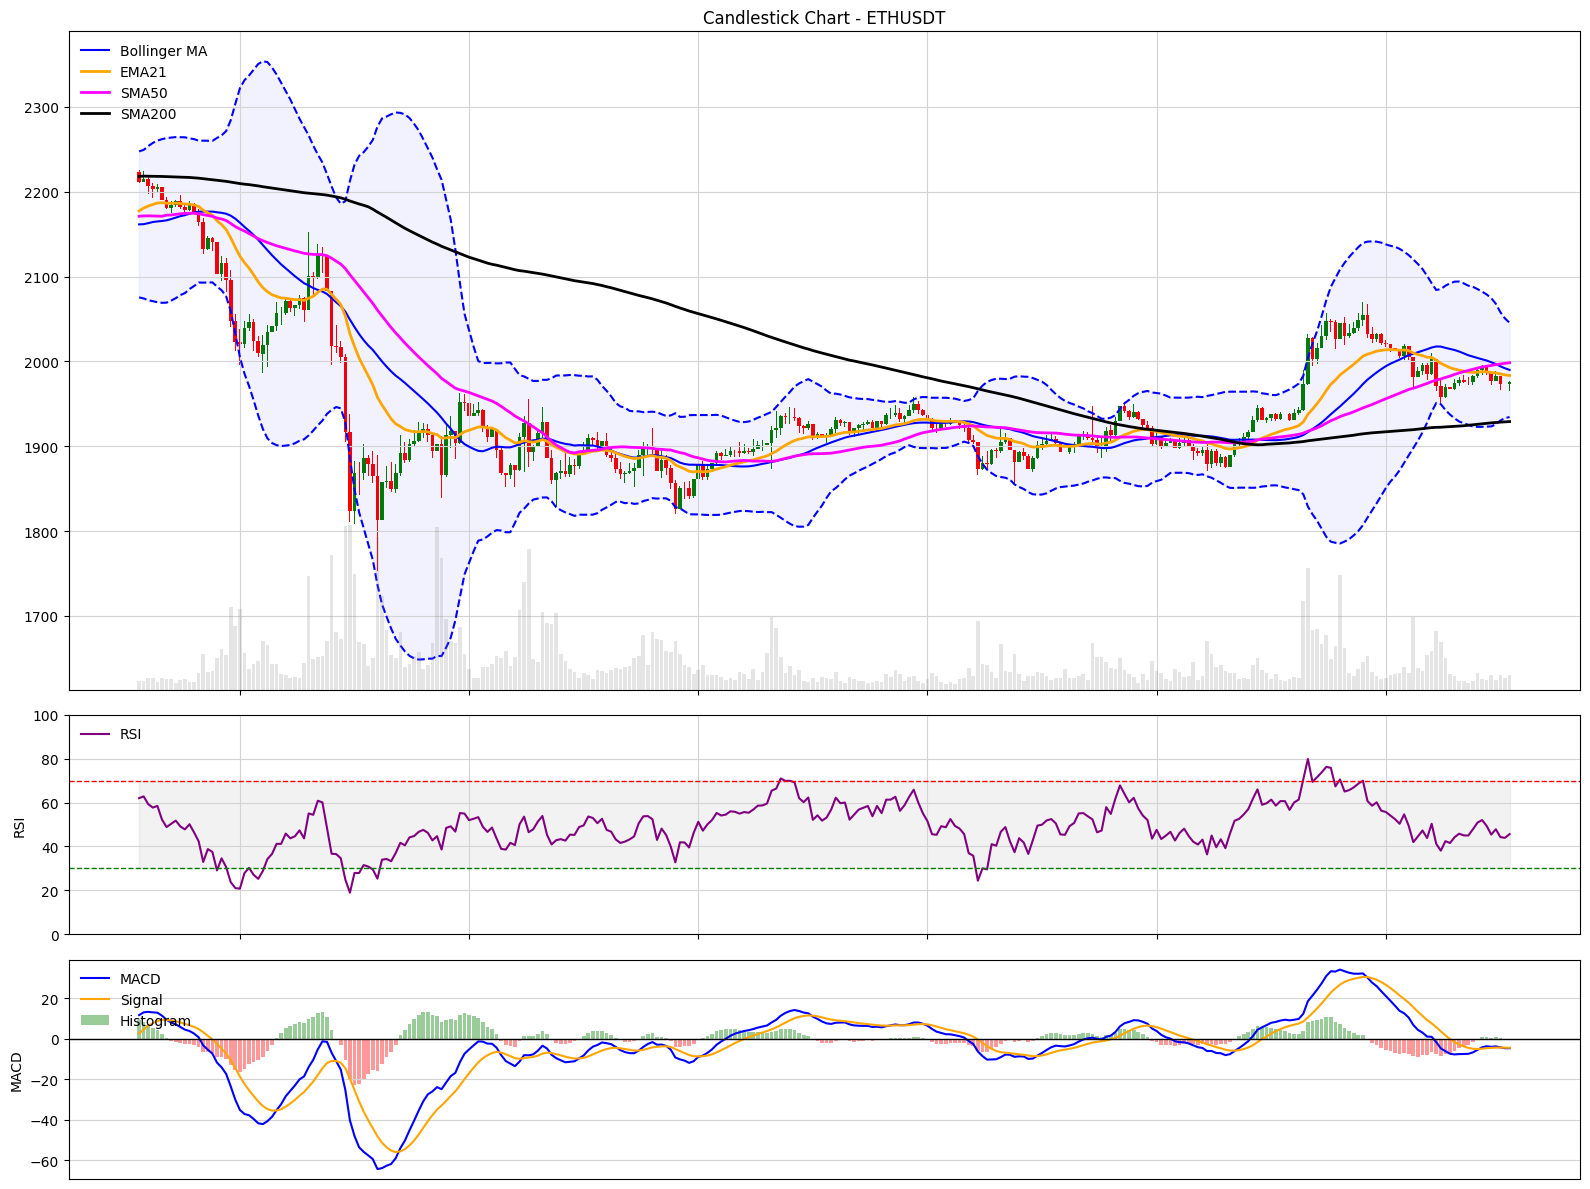 Candlestick Chart - ETHUSDT
Bollinger MA
EMA21
SMA50
SMA200
2300
2200
2100
2000
1900
1800
1700
100
80
60
40
20
0
RSI
RSI
MACD
Signal
Histogram
20
0
−20
−40
−60
MACD